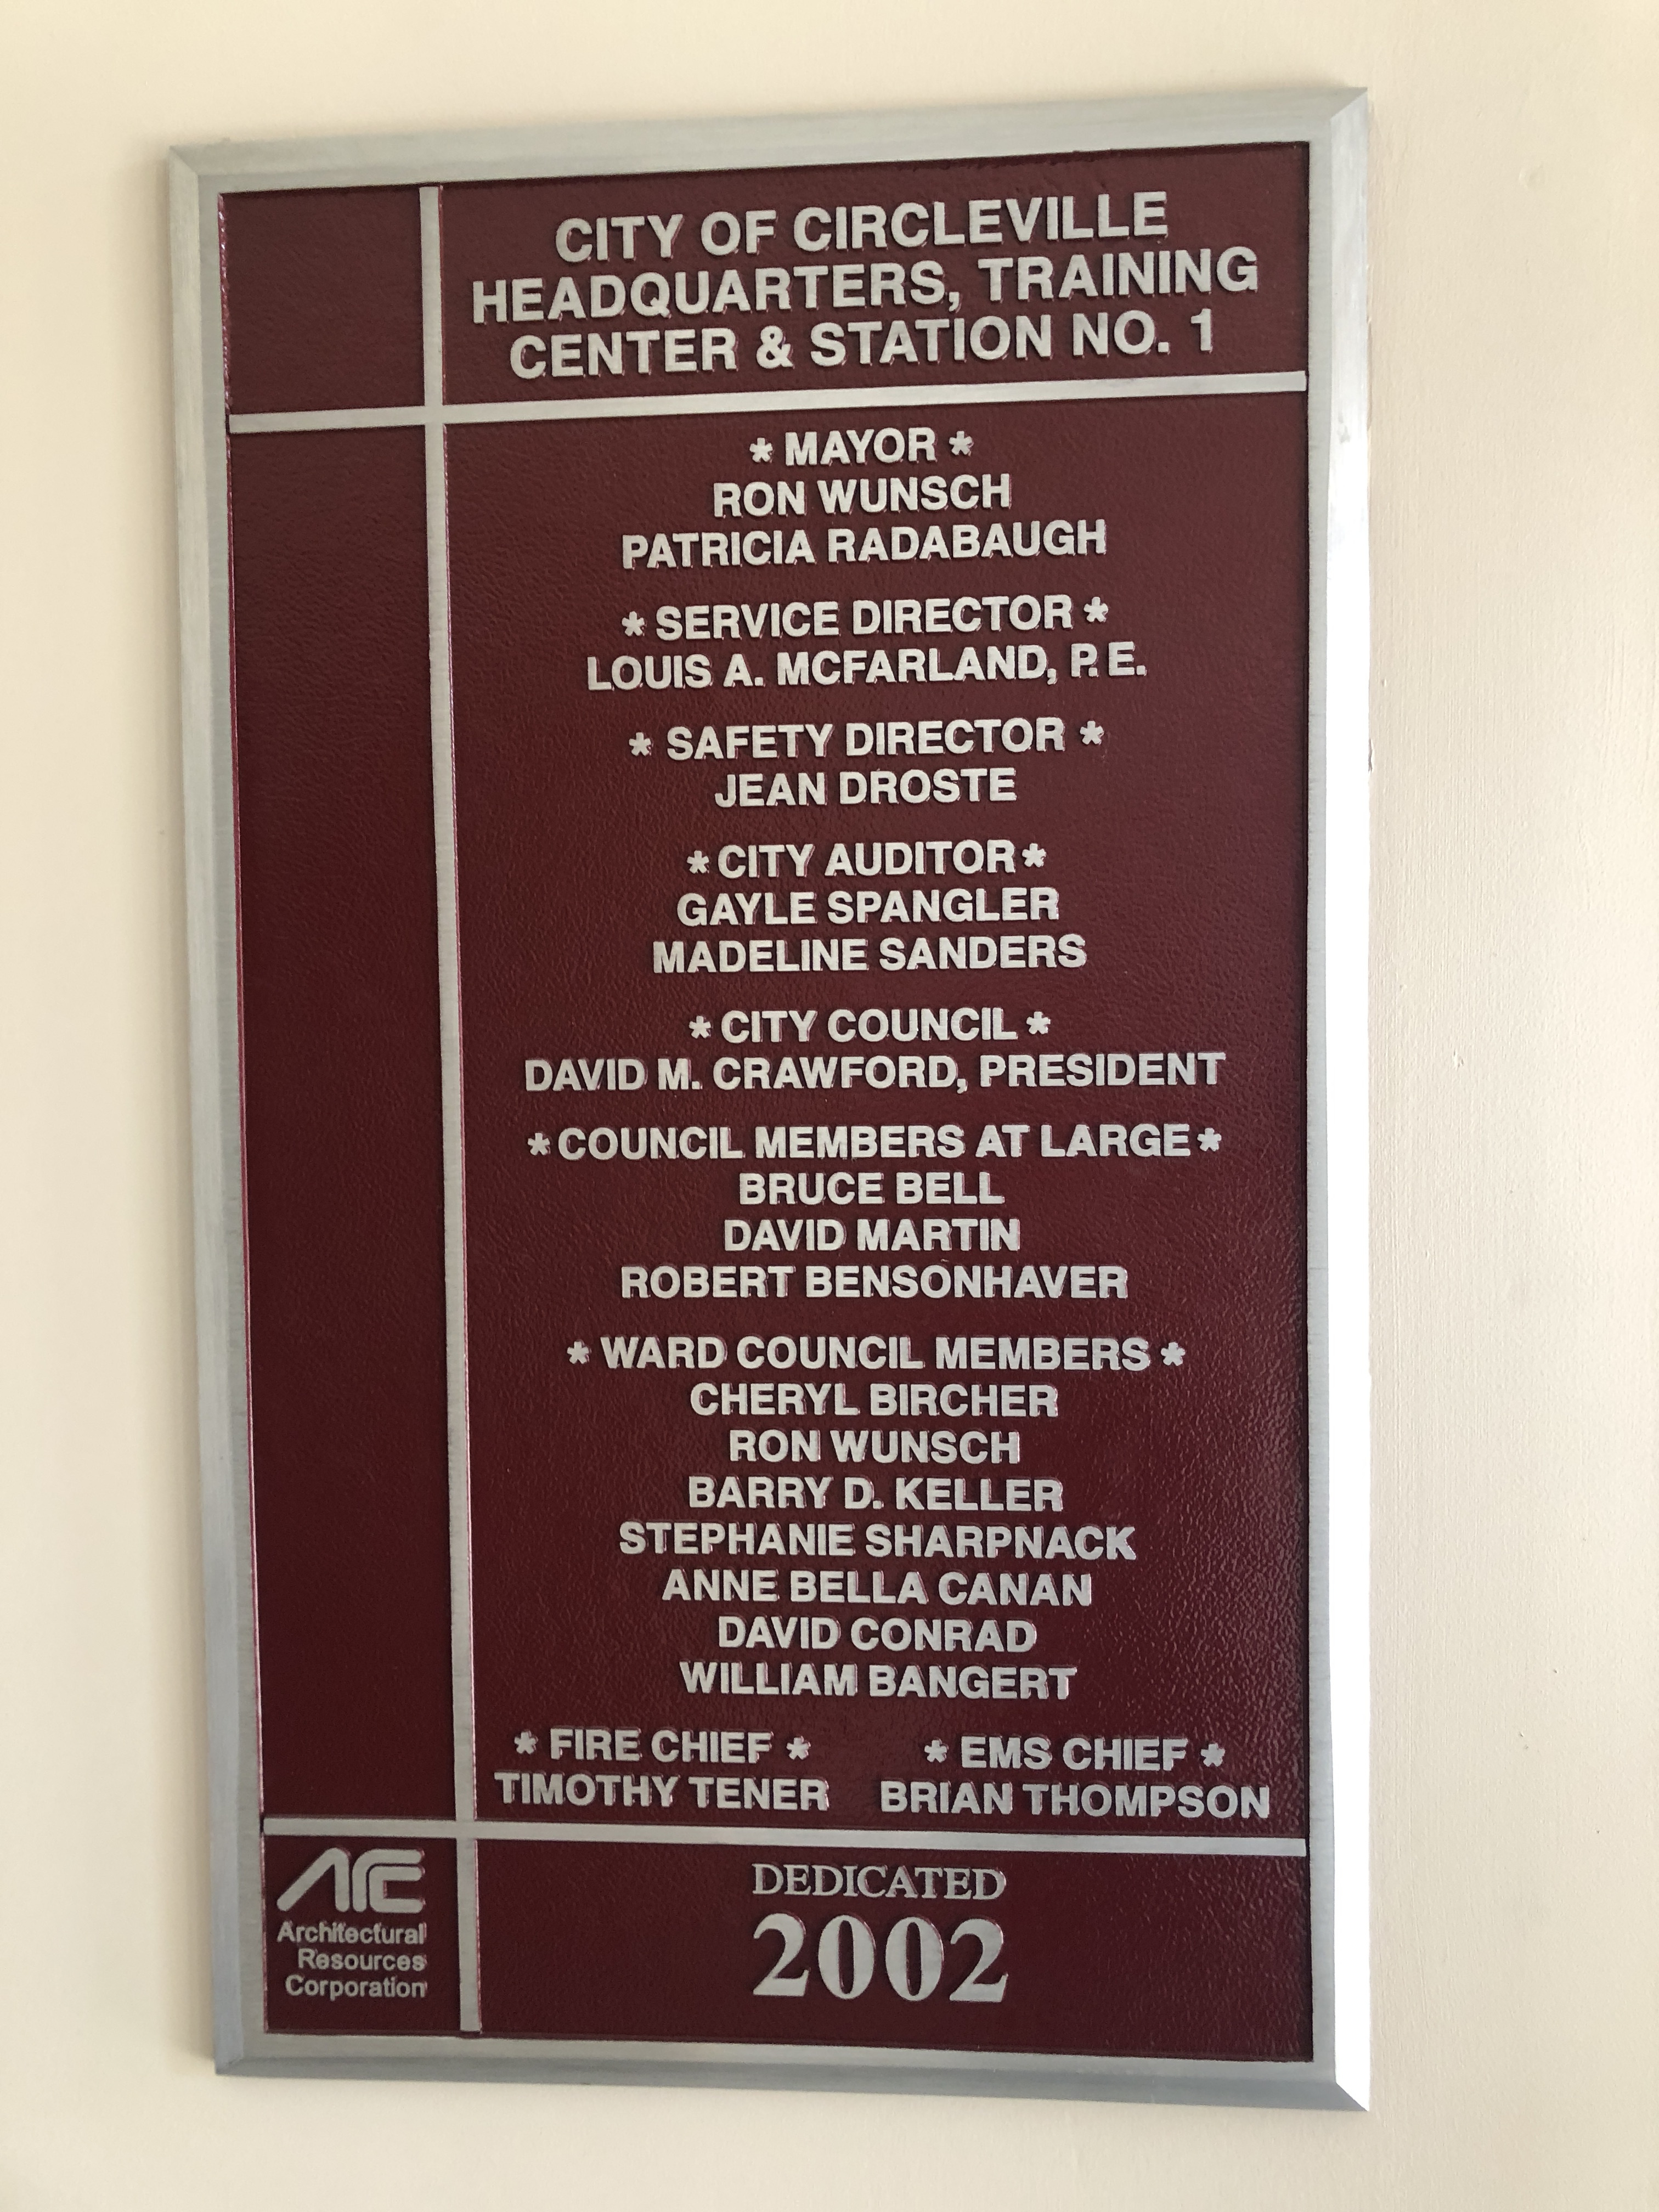 CITY OF CIRCLEVILLE
HEADQUARTERS, TRAINING
CENTER & STATION NO. 1
* MAYOR *
RON WUNSCH
PATRICIA RADABAUGH
* SERVICE DIRECTOR *
LOUIS A. MCFARLAND, P.E.
* SAFETY DIRECTOR *
JEAN DROSTE
* CITY AUDITOR *
GAYLE SPANGLER
MADELINE SANDERS
* CITY COUNCIL *
DAVID M. CRAWFORD, PRESIDENT
* COUNCIL MEMBERS AT LARGE *
BRUCE BELL
DAVID MARTIN
ROBERT BENSONHAVER
* WARD COUNCIL MEMBERS *
CHERYL BIRCHER
RON WUNSCH
BARRY D. KELLER
STEPHANIE SHARPNACK
ANNE BELLA CANAN
DAVID CONRAD
WILLIAM BANGERT
* FIRE CHIEF *
TIMOTHY TENER
* EMS CHIEF *
BRIAN THOMPSON
ARC
Architectural
Resources
Corporation
DEDICATED
2002